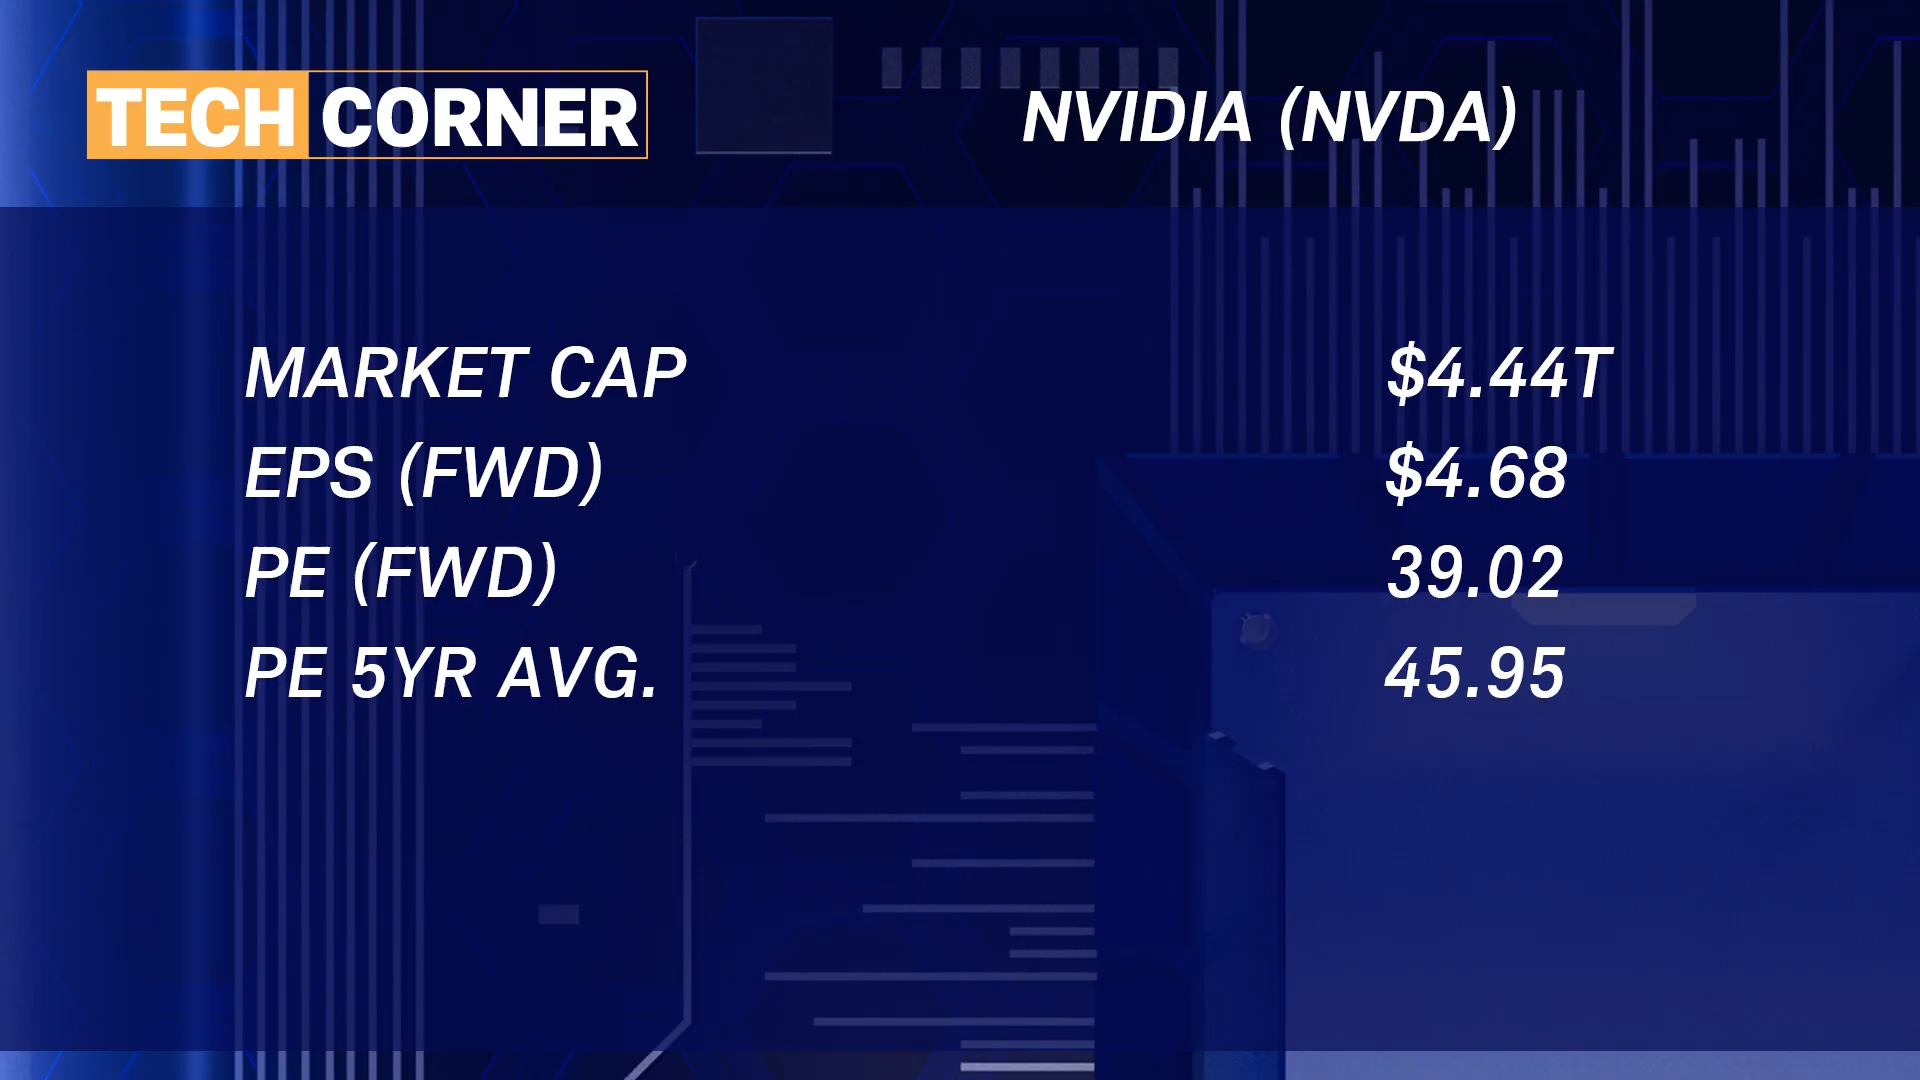 TECH CORNER
NVIDIA (NVDA)
MARKET CAP $4.44T
EPS (FWD) $4.68
PE (FWD) 39.02
PE 5YR AVG. 45.95